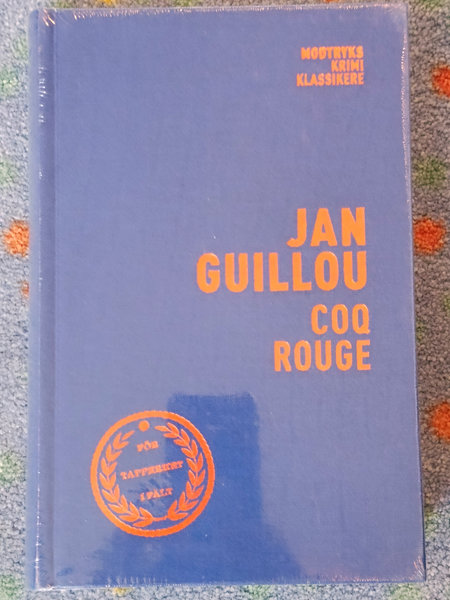 MODTRYKS
KRIMI
KLASSIKERE
JAN
GUILLOU
COQ
ROUGE
FÖR
TAPPERHET
I FÄLT